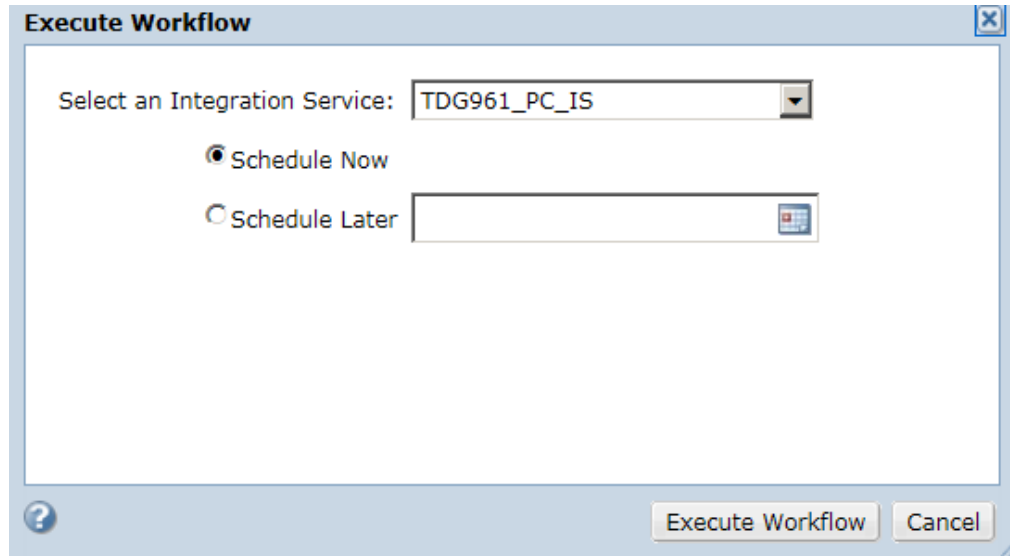 Execute Workflow
Select an Integration Service: TDG961_PC_IS
Schedule Now
Schedule Later
Execute Workflow Cancel